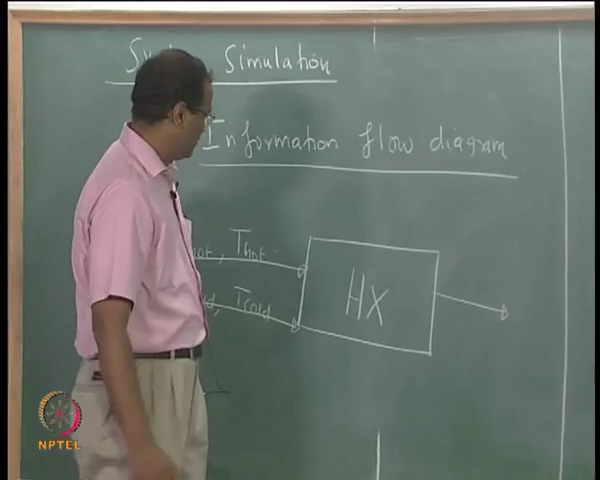 Simulation
Information flow diagram
, Thot
, Tcold
HX
NPTEL